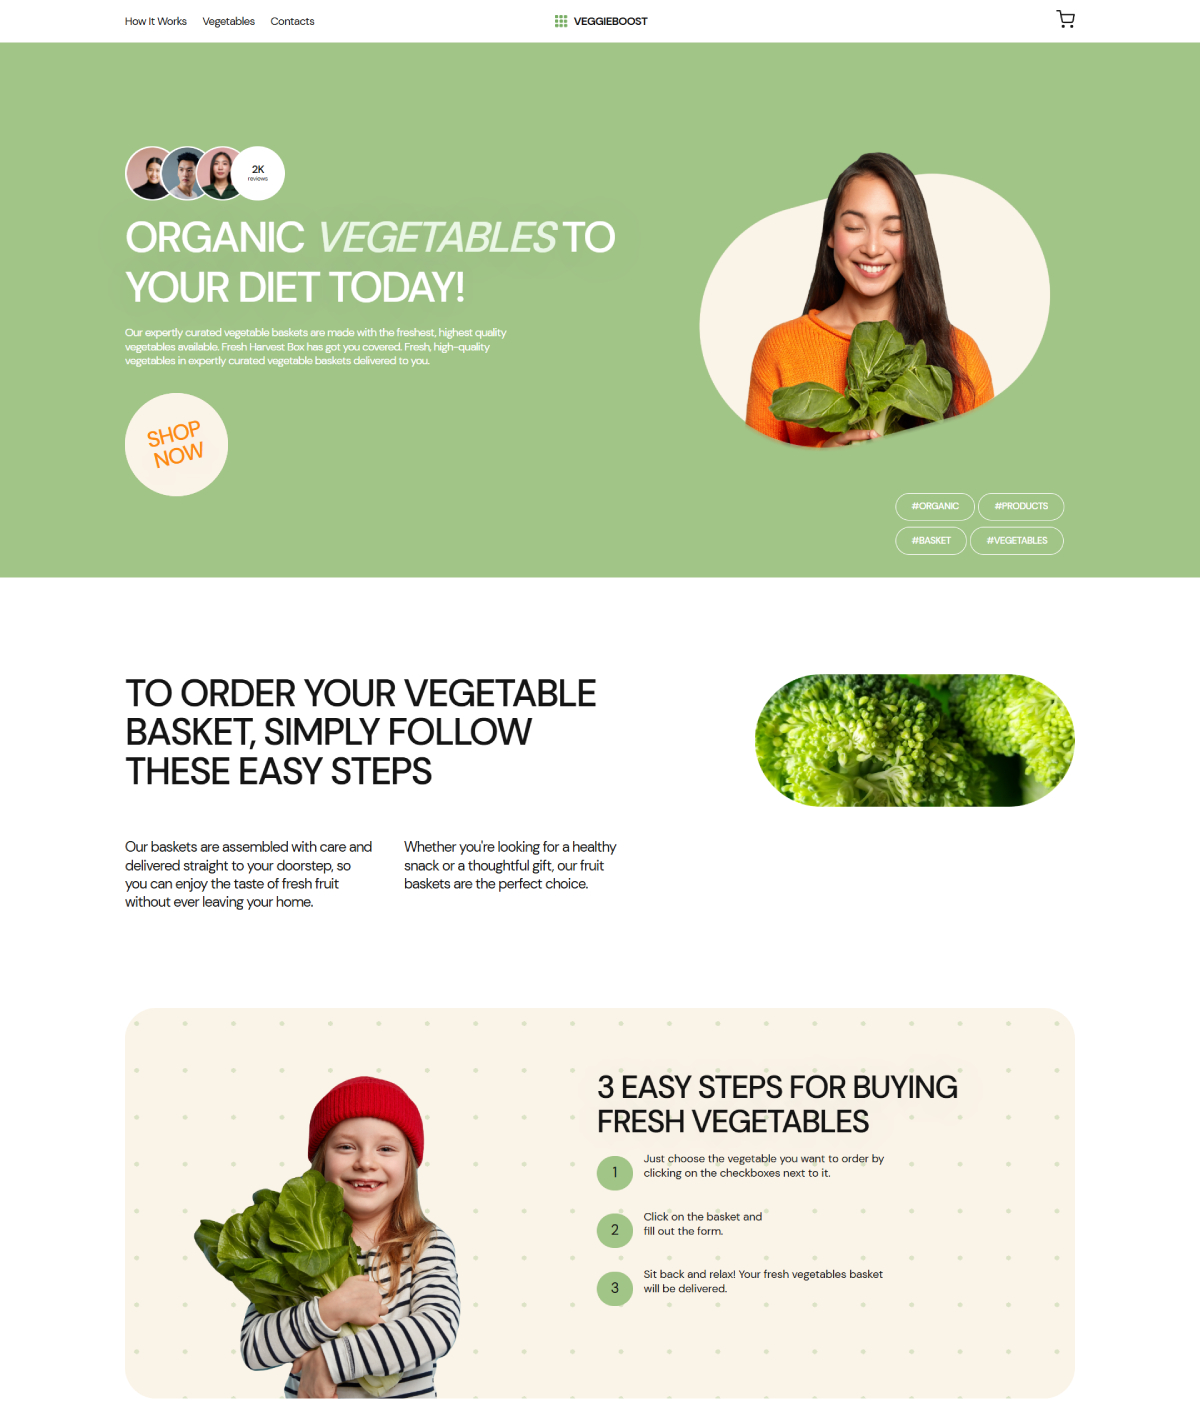 How It Works Vegetables Contacts
VEGGIEBOOST
2K
reviews
ORGANIC VEGETABLES TO
YOUR DIET TODAY!
Our expertly curated vegetable baskets are made with the freshest, highest quality
vegetables available. Fresh Harvest Box has got you covered. Fresh, high-quality
vegetables in expertly curated vegetable baskets delivered to you.
SHOP
NOW
#ORGANIC #PRODUCTS
#BASKET #VEGETABLES
TO ORDER YOUR VEGETABLE
BASKET, SIMPLY FOLLOW
THESE EASY STEPS
Our baskets are assembled with care and
delivered straight to your doorstep, so
you can enjoy the taste of fresh fruit
without ever leaving your home.
Whether you're looking for a healthy
snack or a thoughtful gift, our fruit
baskets are the perfect choice.
3 EASY STEPS FOR BUYING
FRESH VEGETABLES
1
Just choose the vegetable you want to order by
clicking on the checkboxes next to it.
2
Click on the basket and
fill out the form.
3
Sit back and relax! Your fresh vegetables basket
will be delivered.